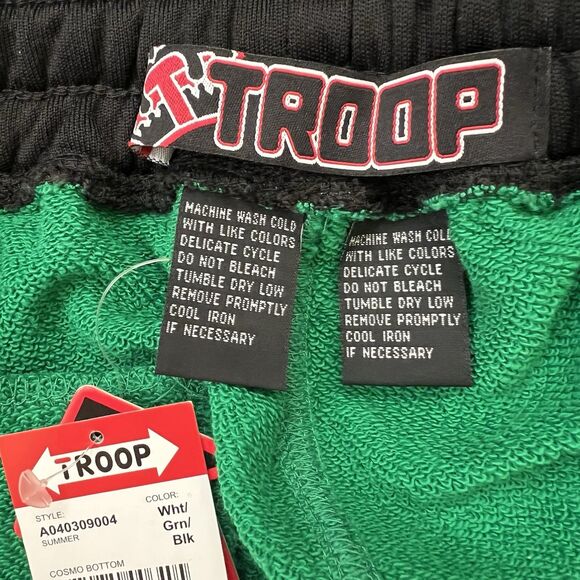 T
TROOP
MACHINE WASH COLD
WITH LIKE COLORS
DELICATE CYCLE
DO NOT BLEACH
TUMBLE DRY LOW
REMOVE PROMPTLY
COOL IRON
IF NECESSARY
MACHINE WASH COLD
WITH LIKE COLORS
DELICATE CYCLE
DO NOT BLEACH
TUMBLE DRY LOW
REMOVE PROMPTLY
COOL IRON
IF NECESSARY
TROOP
STYLE:
A040309004
SUMMER
COLOR:
Wht/
Grn/
Blk
COSMO BOTTOM